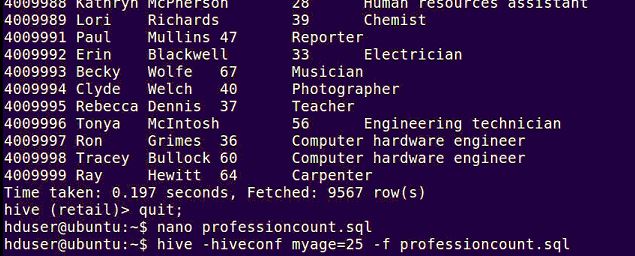 4009988 Kathryn McPherson 28 Human resources assistant
4009989 Lori Richards 39 Chemist
4009991 Paul Mullins 47 Reporter
4009992 Erin Blackwell 33 Electrician
4009993 Becky Wolfe 67 Musician
4009994 Clyde Welch 40 Photographer
4009995 Rebecca Dennis 37 Teacher
4009996 Tonya McIntosh 56 Engineering technician
4009997 Ron Grimes 36 Computer hardware engineer
4009998 Tracey Bullock 60 Computer hardware engineer
4009999 Ray Hewitt 64 Carpenter
Time taken: 0.197 seconds, Fetched: 9567 row(s)
hive (retail)> quit;
hduser@ubuntu:~$ nano professioncount.sql
hduser@ubuntu:~$ hive -hiveconf myage=25 -f professioncount.sql